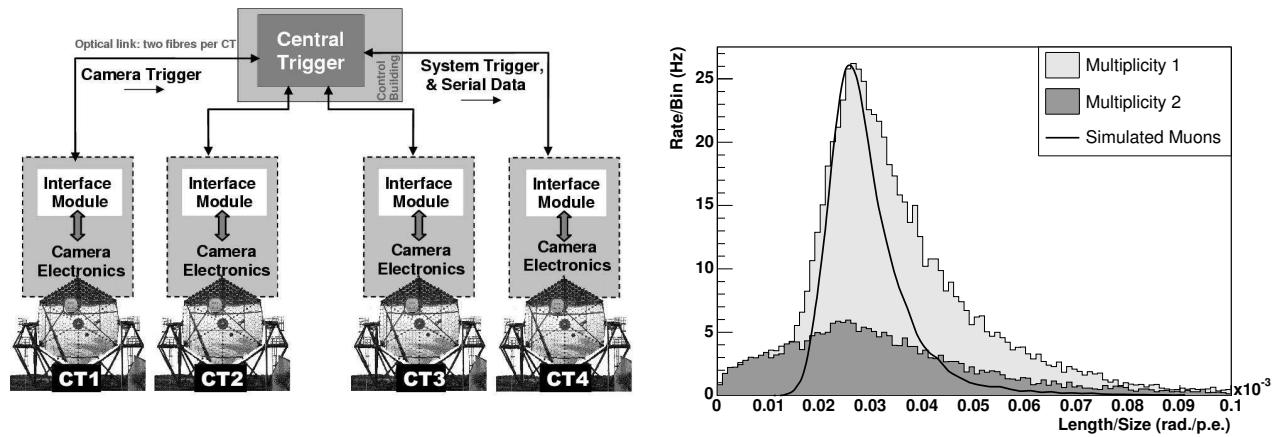 Optical link: two fibres per CT
Camera Trigger
Central
Trigger
Control
Building
System Trigger,
& Serial Data
Interface
Module
Camera
Electronics
CT1
Interface
Module
Camera
Electronics
CT2
Interface
Module
Camera
Electronics
CT3
Interface
Module
Camera
Electronics
CT4
Rate/Bin (Hz)
25
20
15
10
5
0
Multiplicity 1
Multiplicity 2
Simulated Muons
0 0.01 0.02 0.03 0.04 0.05 0.06 0.07 0.08 0.09 0.1
x10-3
Length/Size (rad./p.e.)